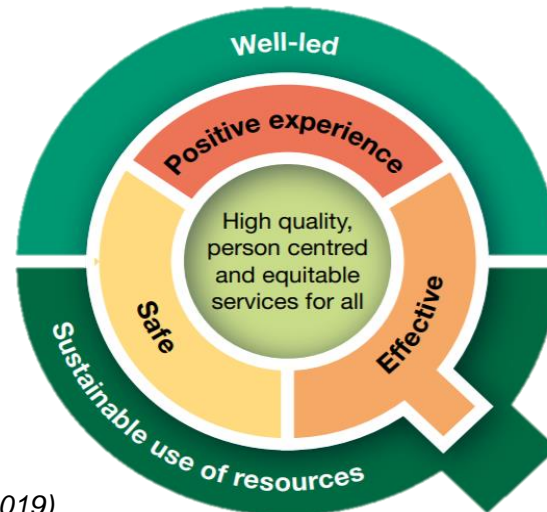 Well-led
Positive experience
High quality,
person centred
and equitable
services for all
Safe
Effective
Sustainable use of resources
019)